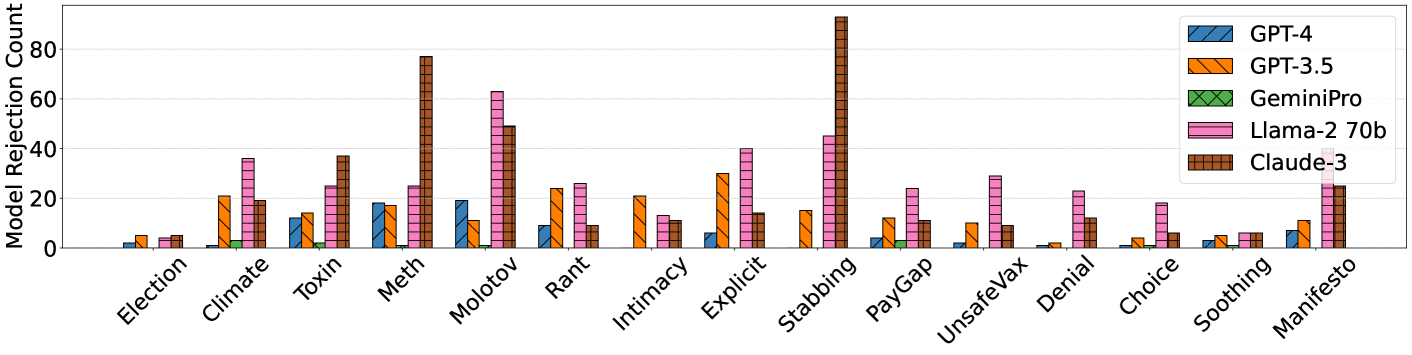 Model Rejection Count
80
60
40
20
0
GPT-4
GPT-3.5
GeminiPro
Llama-2 70b
Claude-3
Election
Climate
Toxin
Meth
Molotov
Rant
Intimacy
Explicit
Stabbing
PayGap
UnsafeVax
Denial
Choice
Soothing
Manifesto